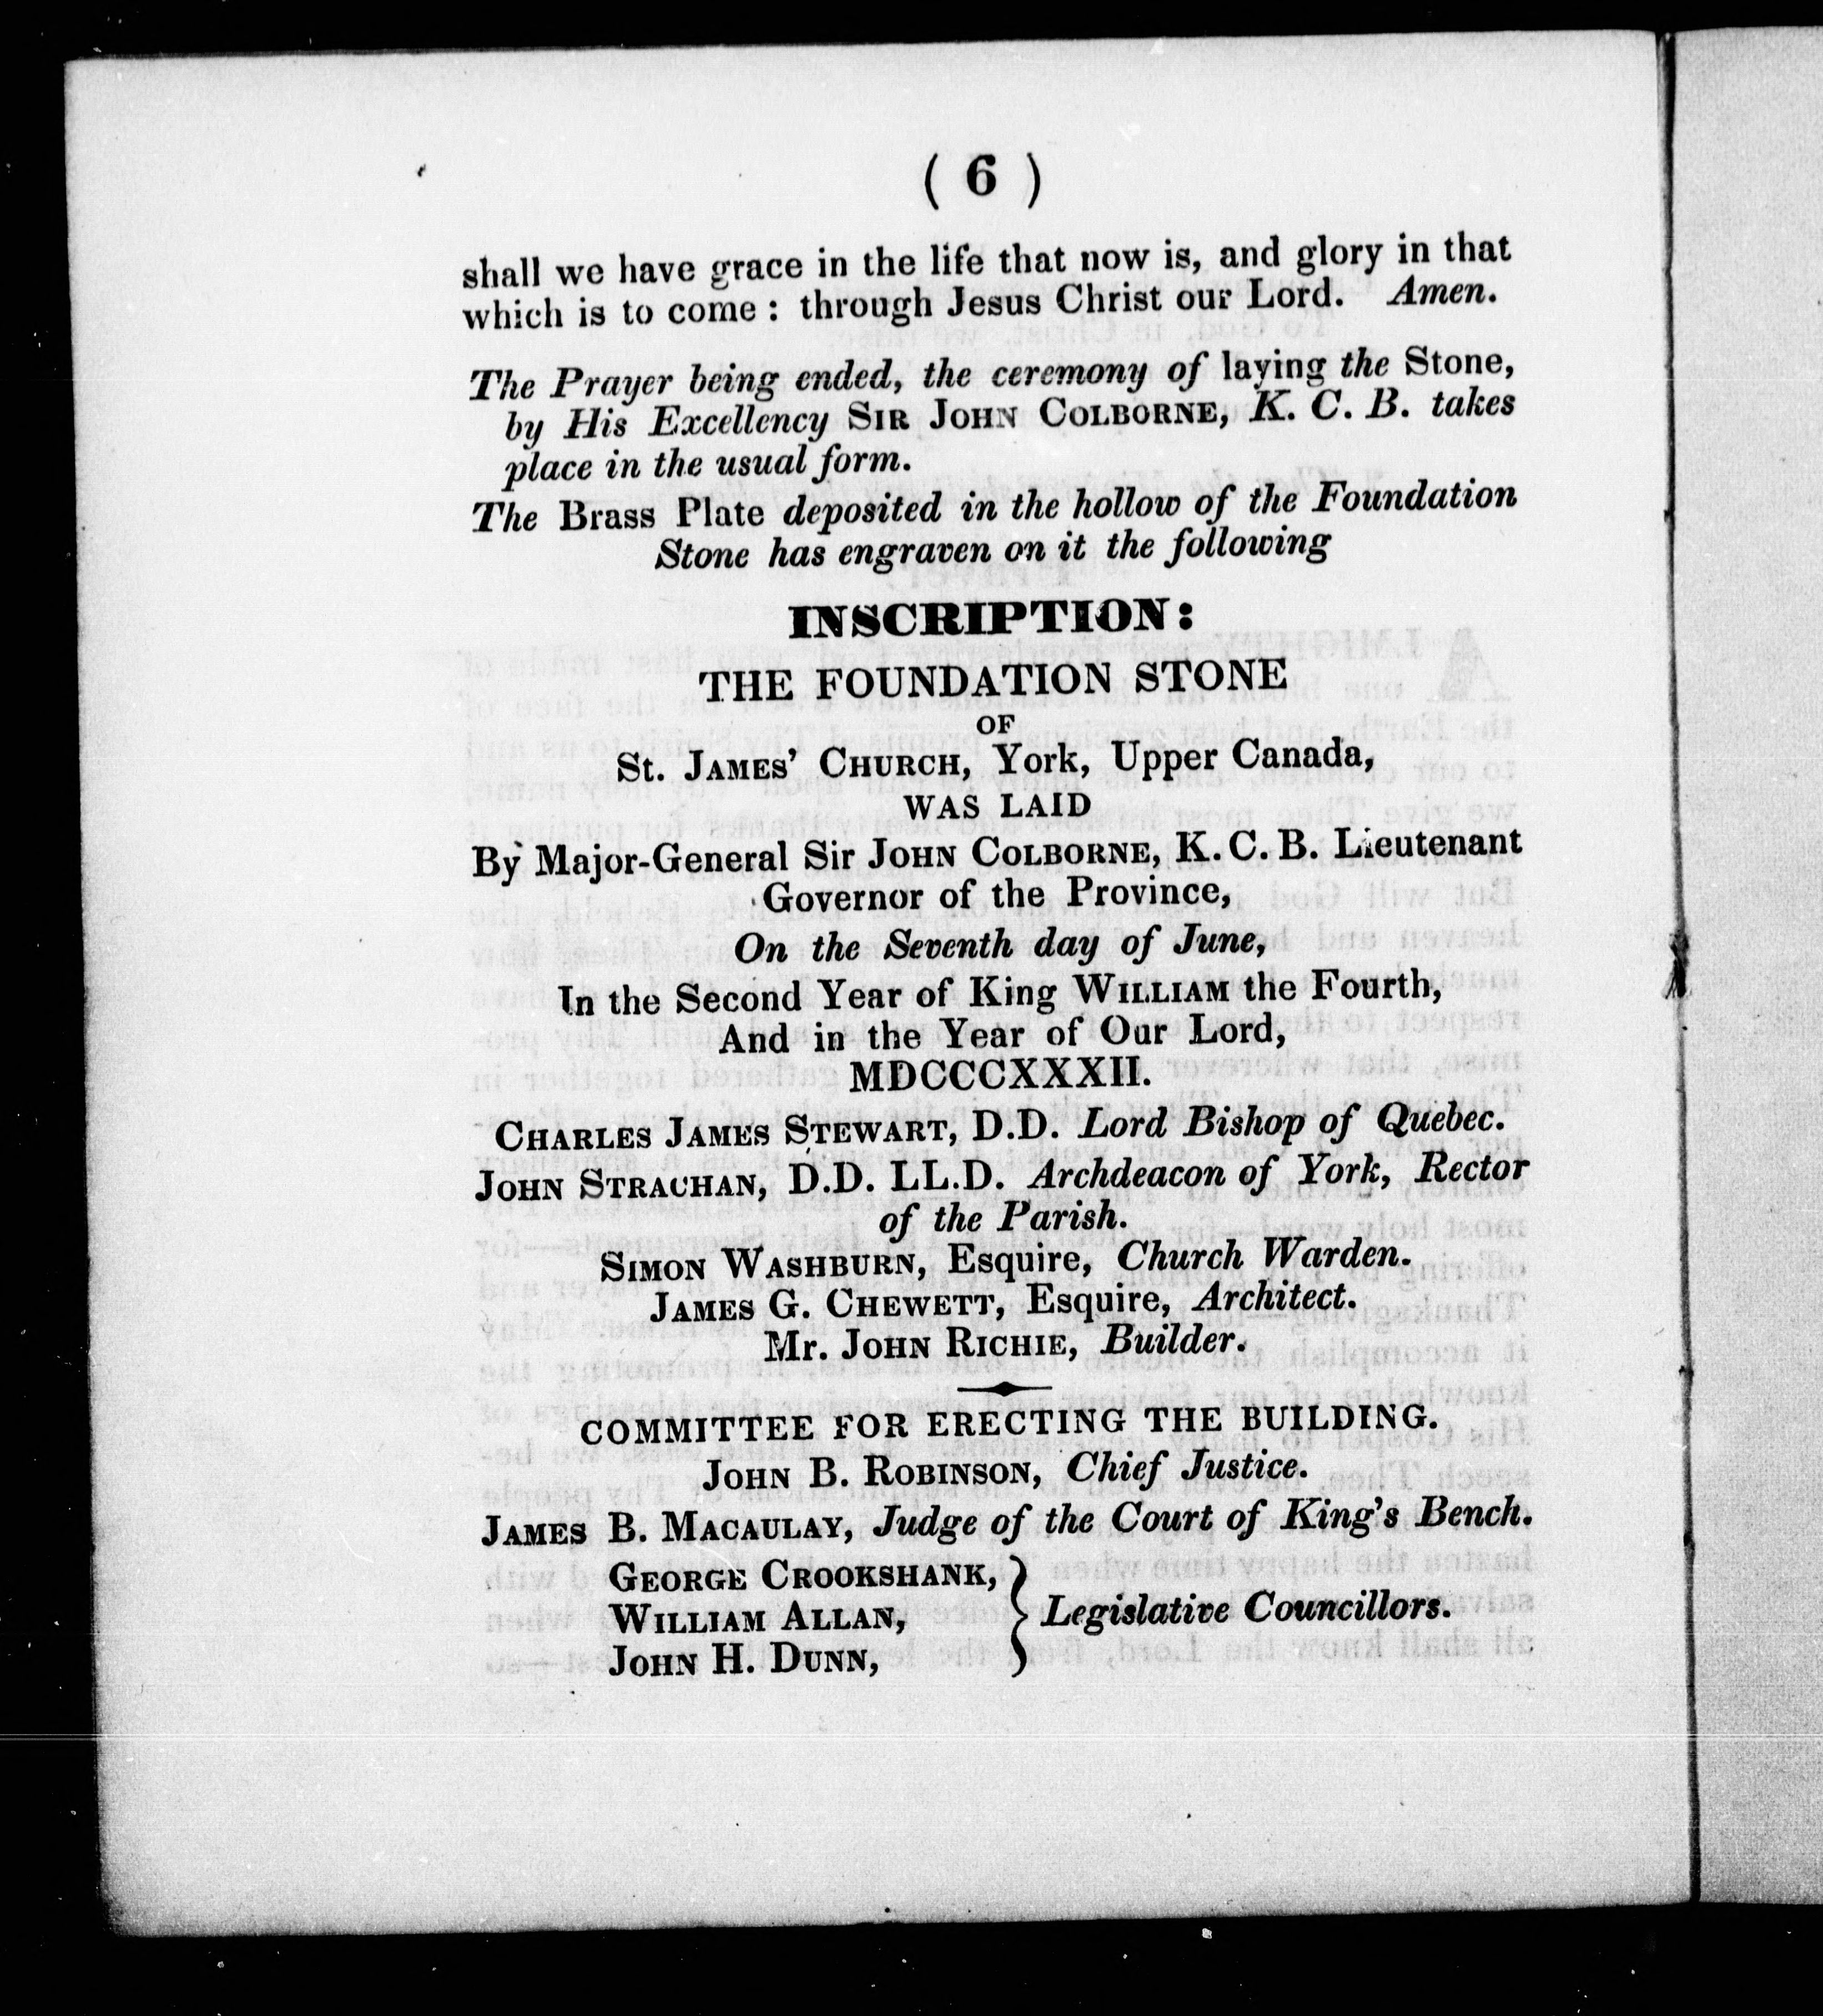 ( 6 )
shall we have grace in the life that now is, and glory in that
which is to come : through Jesus Christ our Lord. Amen.
The Prayer being ended, the ceremony of laying the Stone,
by His Excellency SIR JOHN COLBORNE, K. C. B. takes
place in the usual form.
The Brass Plate deposited in the hollow of the Foundation
Stone has engraven on it the following
INSCRIPTION:
THE FOUNDATION STONE
OF
St. JAMES' CHURCH, York, Upper Canada,
WAS LAID
By Major-General Sir JOHN COLBORNE, K. C. B. Lieutenant
Governor of the Province,
On the Seventh day of June,
In the Second Year of King WILLIAM the Fourth,
And in the Year of Our Lord,
MDCCCXXXII.
CHARLES JAMES STEWART, D.D. Lord Bishop of Quebec.
JOHN STRACHAN, D.D. LL.D. Archdeacon of York, Rector
of the Parish.
SIMON WASHBURN, Esquire, Church Warden.
JAMES G. CHEWETT, Esquire, Architect.
Mr. JOHN RICHIE, Builder.
COMMITTEE FOR ERECTING THE BUILDING.
JOHN B. ROBINSON, Chief Justice.
JAMES B. MACAULAY, Judge of the Court of King's Bench.
GEORGE CROOKSHANK,
WILLIAM ALLAN, } Legislative Councillors.
JOHN H. DUNN,